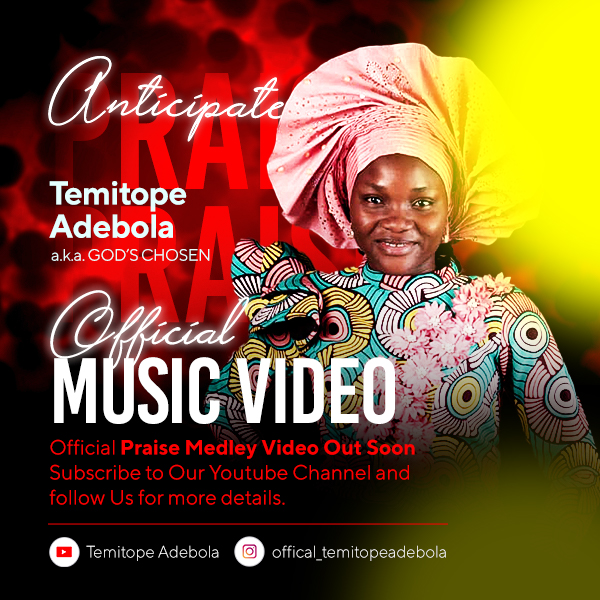 Anticipate
PRAISE
Temitope
Adebola
a.k.a. GOD'S CHOSEN
Official
MUSIC VIDEO
Official Praise Medley Video Out Soon
Subscribe to Our Youtube Channel and
follow Us for more details.
Temitope Adebola
offical_temitopeadebola